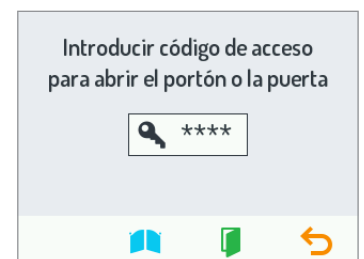 Introducir código de acceso
para abrir el portón o la puerta
****